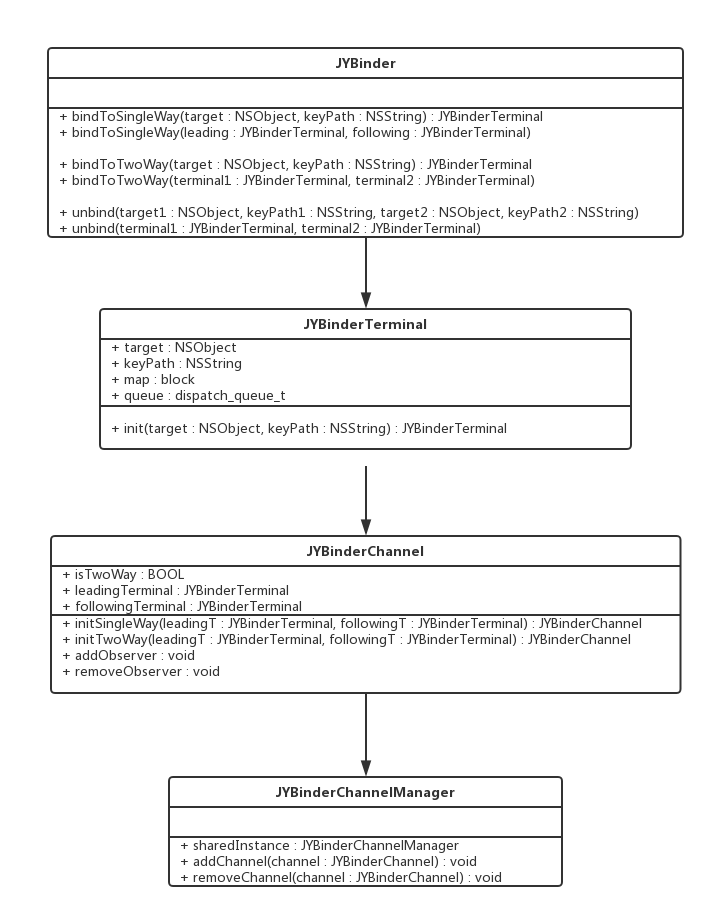 JYBinder
+ bindToSingleWay(target : NSObject, keyPath : NSString) : JYBinderTerminal
+ bindToSingleWay(leading : JYBinderTerminal, following : JYBinderTerminal)
+ bindToTwoWay(target : NSObject, keyPath : NSString) : JYBinderTerminal
+ bindToTwoWay(terminal1 : JYBinderTerminal, terminal2 : JYBinderTerminal)
+ unbind(target1 : NSObject, keyPath1 : NSString, target2 : NSObject, keyPath2 : NSString)
+ unbind(terminal1 : JYBinderTerminal, terminal2 : JYBinderTerminal)
JYBinderTerminal
+ target : NSObject
+ keyPath : NSString
+ map : block
+ queue : dispatch_queue_t
+ init(target : NSObject, keyPath : NSString) : JYBinderTerminal
JYBinderChannel
+ isTwoWay : BOOL
+ leadingTerminal : JYBinderTerminal
+ followingTerminal : JYBinderTerminal
+ initSingleWay(leadingT : JYBinderTerminal, followingT : JYBinderTerminal) : JYBinderChannel
+ initTwoWay(leadingT : JYBinderTerminal, followingT : JYBinderTerminal) : JYBinderChannel
+ addObserver : void
+ removeObserver : void
JYBinderChannelManager
+ sharedInstance : JYBinderChannelManager
+ addChannel(channel : JYBinderChannel) : void
+ removeChannel(channel : JYBinderChannel) : void